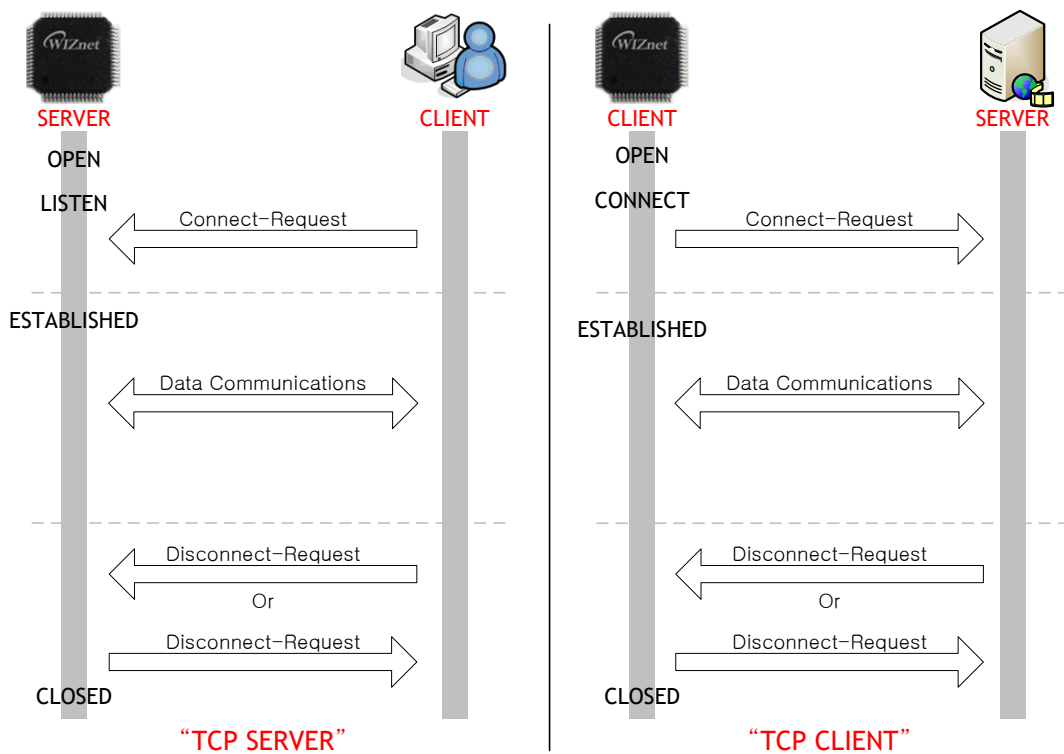 WIZnet
SERVER
CLIENT
OPEN
LISTEN
Connect-Request
ESTABLISHED
Data Communications
Disconnect-Request
Or
Disconnect-Request
CLOSED
“TCP SERVER”
WIZnet
CLIENT
SERVER
OPEN
CONNECT
Connect-Request
ESTABLISHED
Data Communications
Disconnect-Request
Or
Disconnect-Request
CLOSED
“TCP CLIENT”